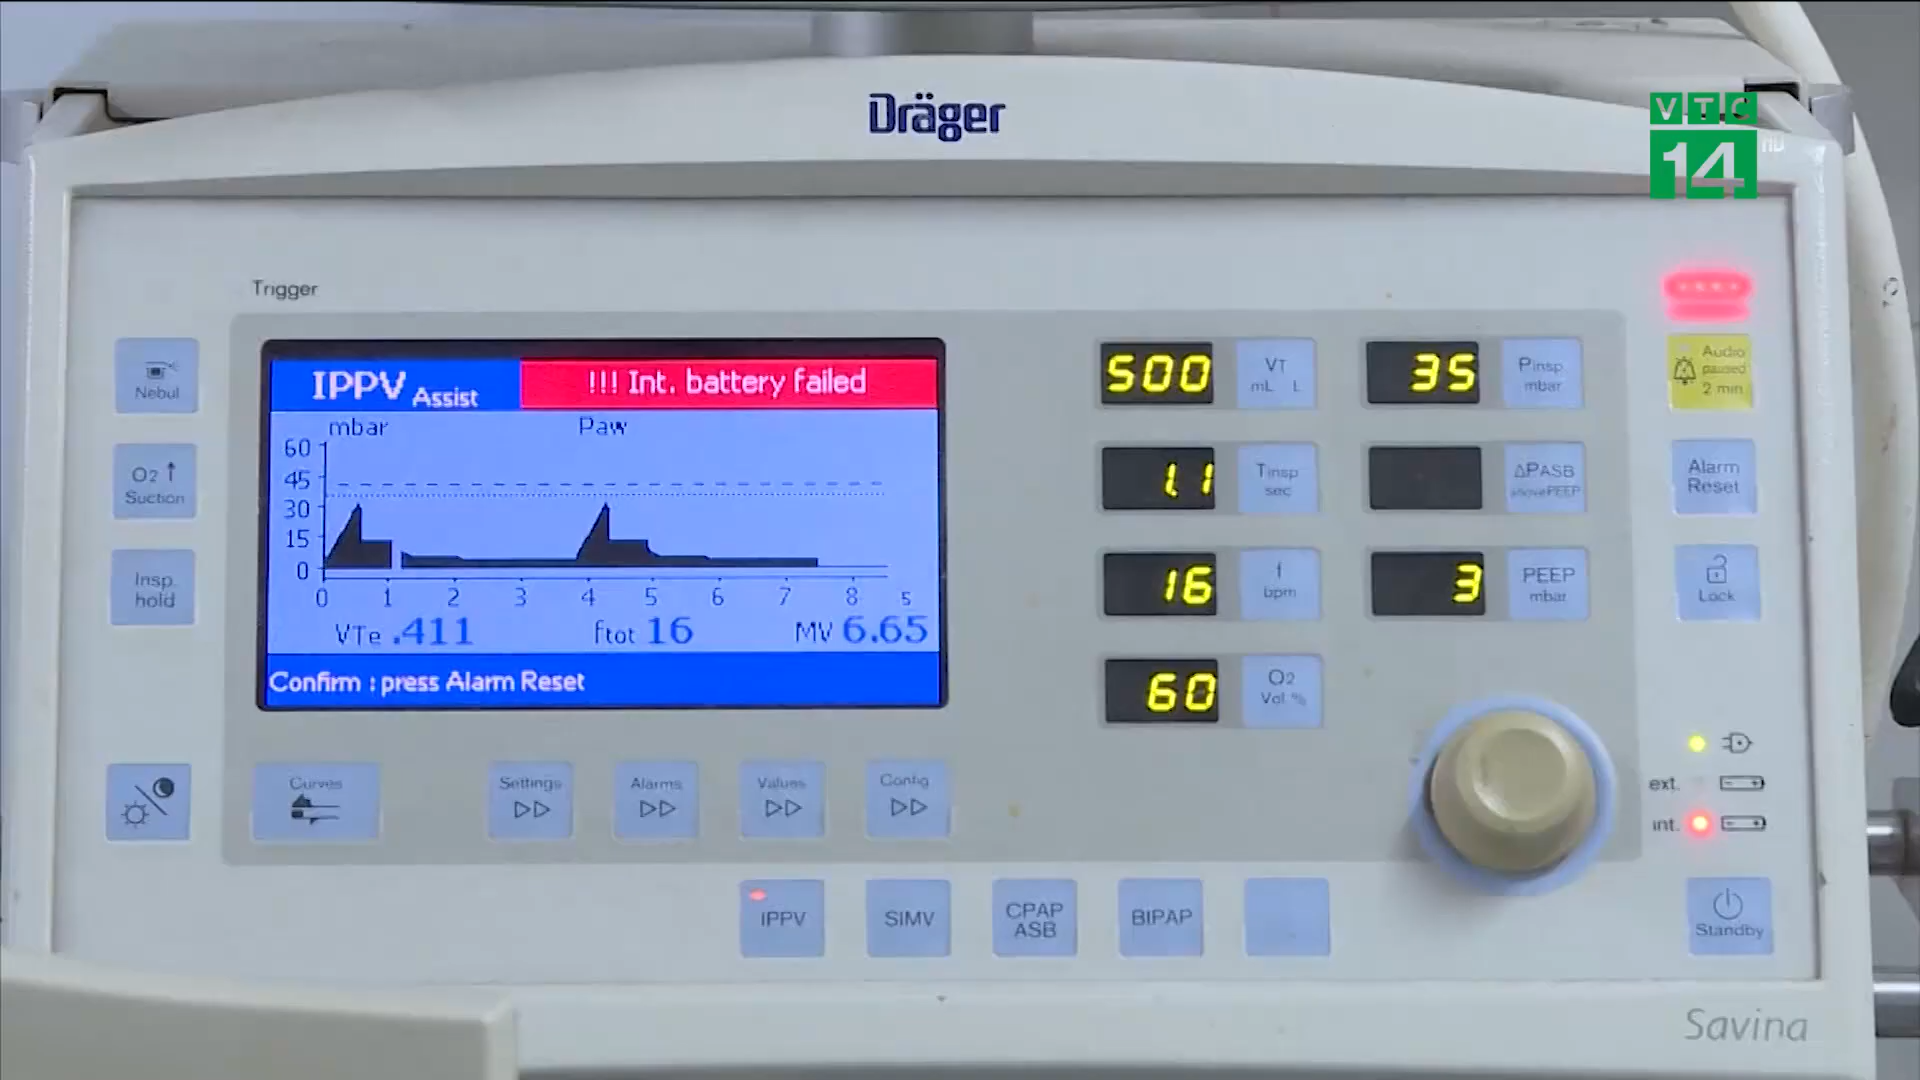 Dräger
VTC
14
HD
Trigger
Nebul
O2
Suction
Insp.
hold
IPPV Assist
!!! Int. battery failed
mbar
Paw
60
45
30
15
0
0 1 2 3 4 5 6 7 8 s
VTe .411 ftot 16 MV 6.65
Confirm : press Alarm Reset
500
VT
mL L
35
Pinsp
mbar
1.1
Tinsp
sec
ΔPASB
above PEEP
16
f
bpm
3
PEEP
mbar
60
O2
Vol %
Audio
paused
2 min
Alarm
Reset
Lock
ext.
int.
Curves
Settings
Alarms
Values
Config
IPPV
SIMV
CPAP
ASB
BIPAP
Standby
Savina